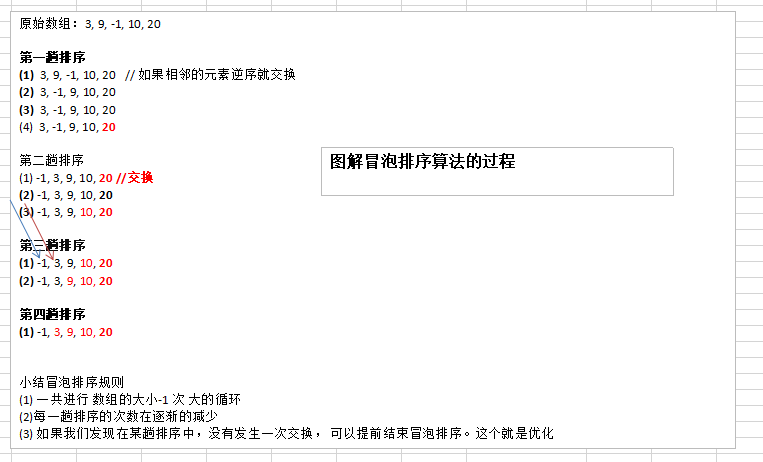 原始数组：3, 9, -1, 10, 20
第一趟排序
(1) 3, 9, -1, 10, 20 // 如果相邻的元素逆序就交换
(2) 3, -1, 9, 10, 20
(3) 3, -1, 9, 10, 20
(4) 3, -1, 9, 10, 20
图解冒泡排序算法的过程
第二趟排序
(1) -1, 3, 9, 10, 20 //交换
(2) -1, 3, 9, 10, 20
(3) -1, 3, 9, 10, 20
第三趟排序
(1) -1, 3, 9, 10, 20
(2) -1, 3, 9, 10, 20
第四趟排序
(1) -1, 3, 9, 10, 20
小结冒泡排序规则
(1) 一共进行 数组的大小-1 次 大的循环
(2)每一趟排序的次数在逐渐的减少
(3) 如果我们发现在某趟排序中，没有发生一次交换， 可以提前结束冒泡排序。这个就是优化